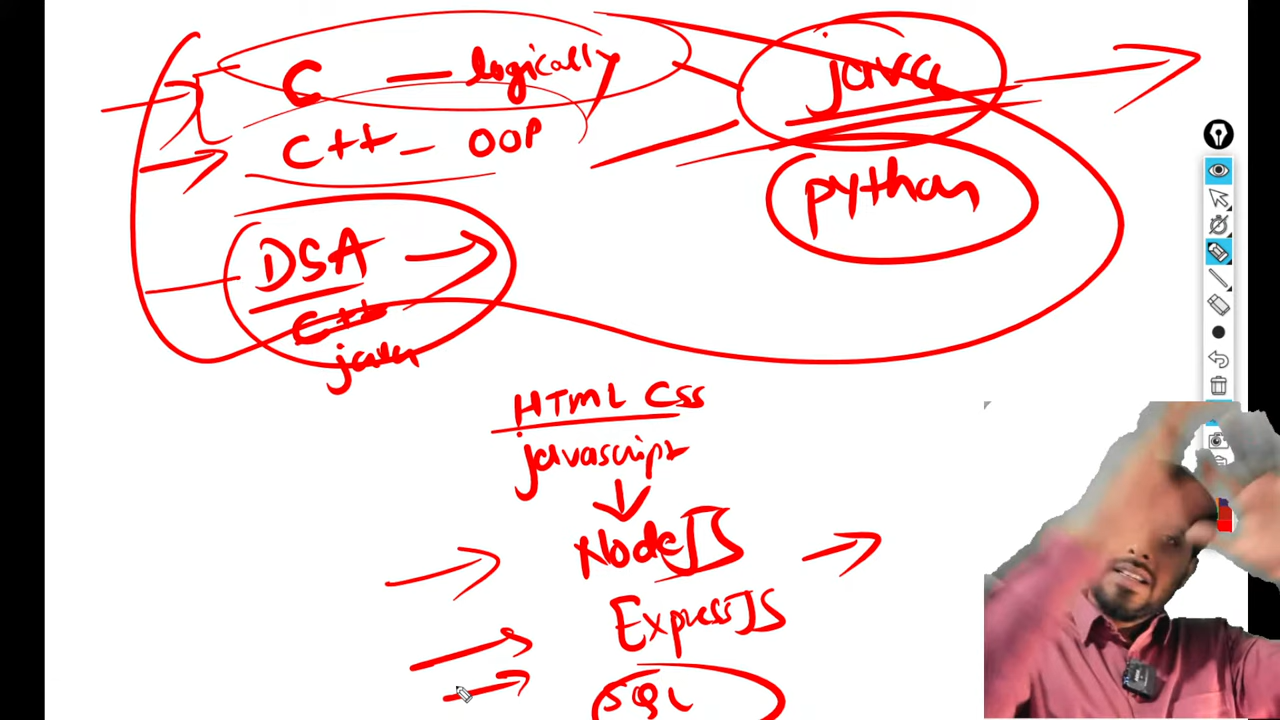 C — logically
java
C++ - OOP
python
DSA
C++
java
HTML CSS
javascript
NodeJS
ExpressJS
SQL